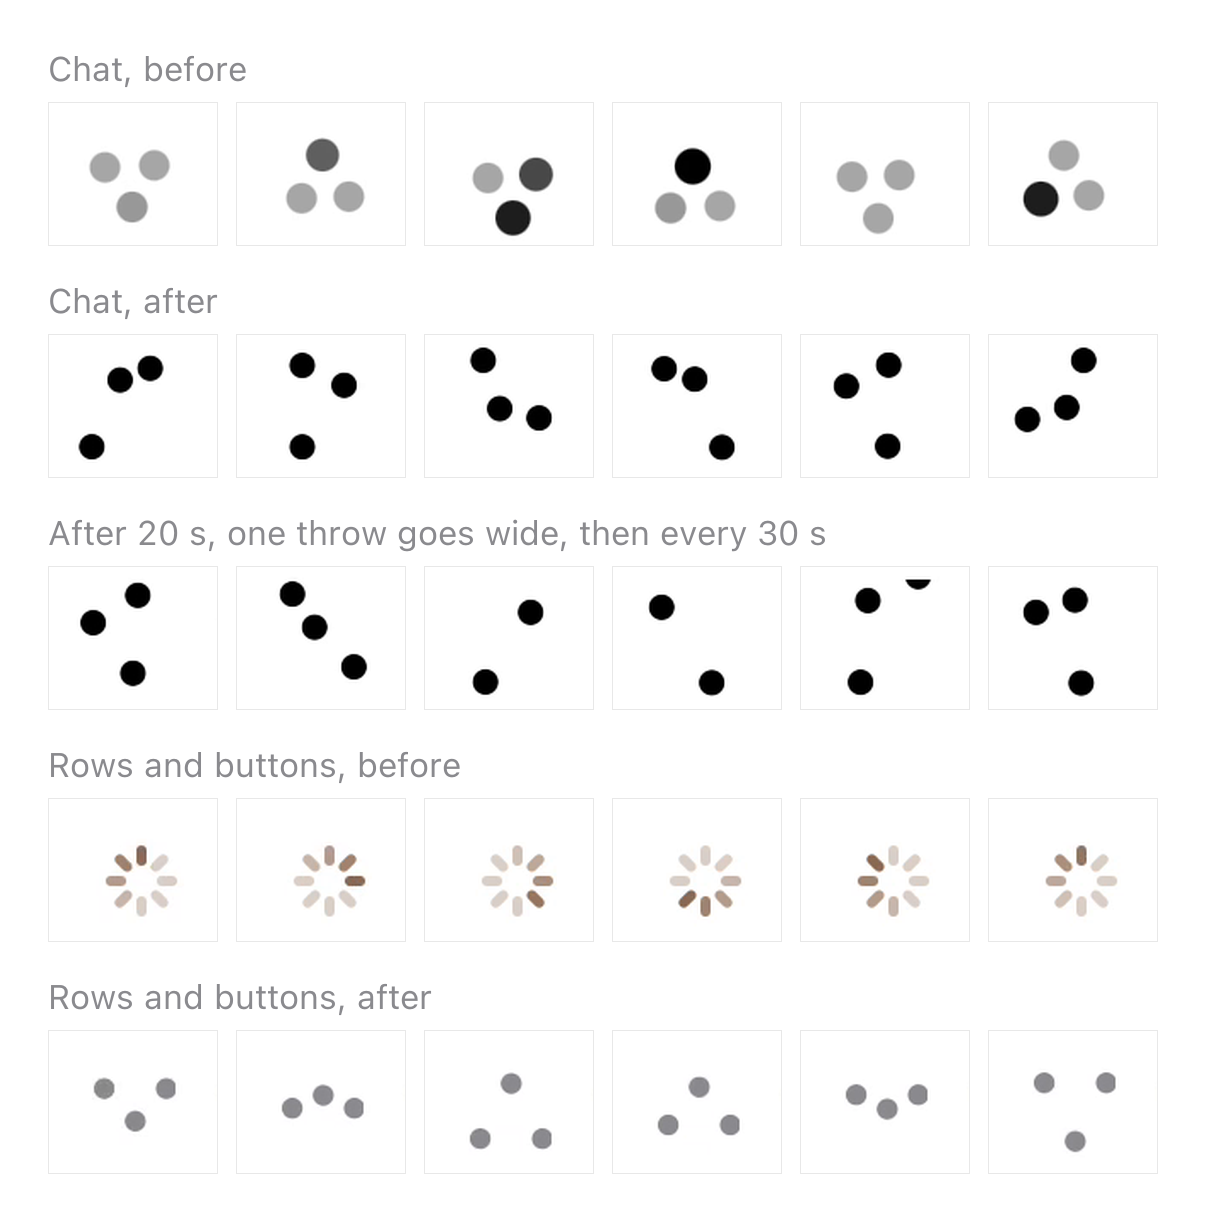 Chat, before
Chat, after
After 20 s, one throw goes wide, then every 30 s
Rows and buttons, before
Rows and buttons, after